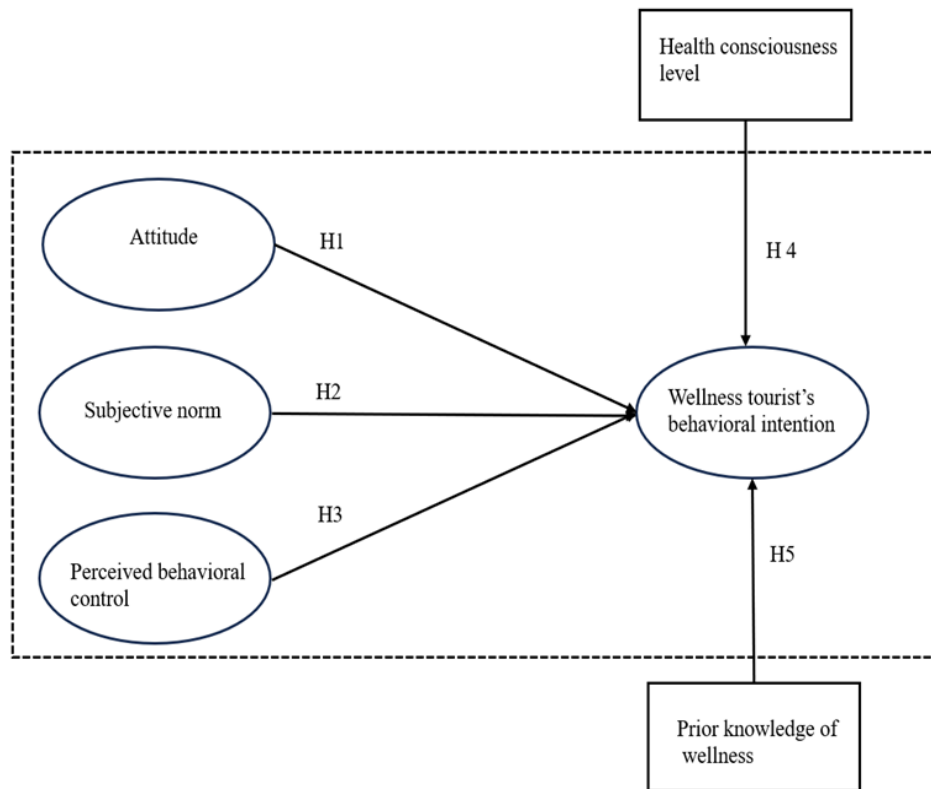 Health consciousness
level
Attitude
H1
H 4
Subjective norm
H2
Wellness tourist’s
behavioral intention
H3
Perceived behavioral
control
H5
Prior knowledge of
wellness